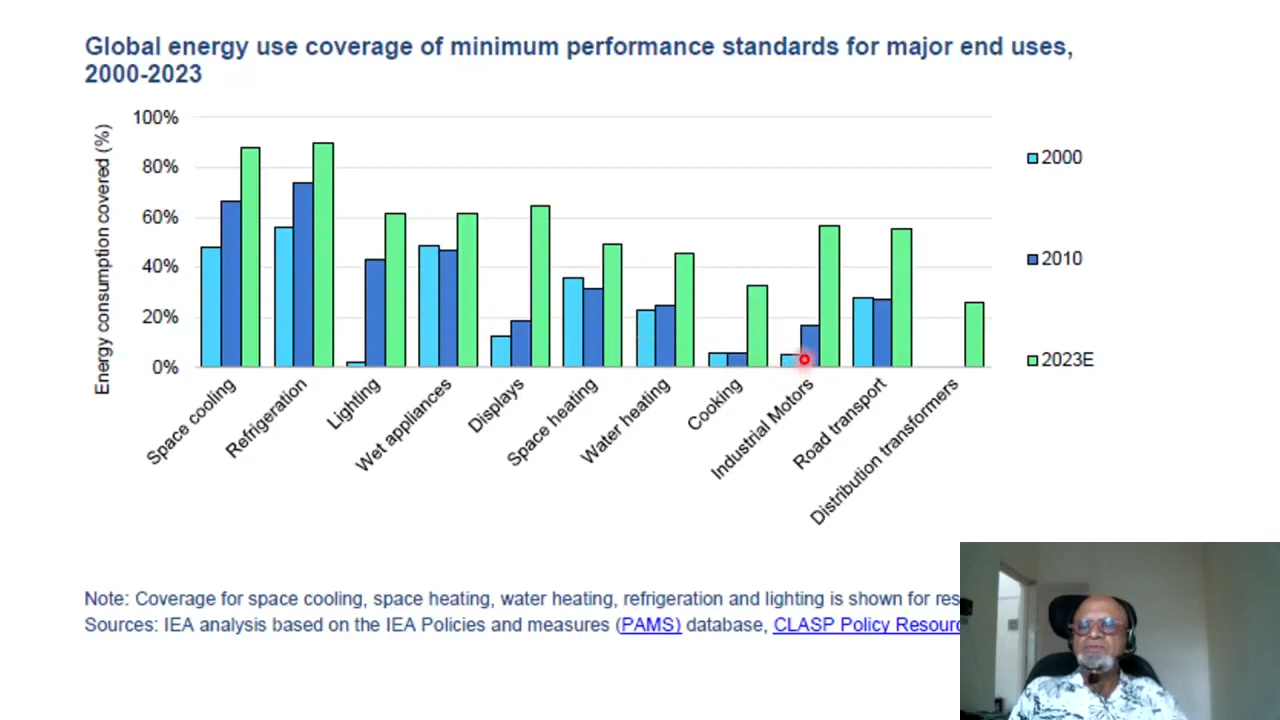 Global energy use coverage of minimum performance standards for major end uses,
2000-2023
Energy consumption covered (%)
100%
80%
60%
40%
20%
0%
2000
2010
2023E
Space cooling
Refrigeration
Lighting
Wet appliances
Displays
Space heating
Water heating
Cooking
Industrial Motors
Road transport
Distribution transformers
Note: Coverage for space cooling, space heating, water heating, refrigeration and lighting is shown for res
Sources: IEA analysis based on the IEA Policies and measures (PAMS) database, CLASP Policy Resourc